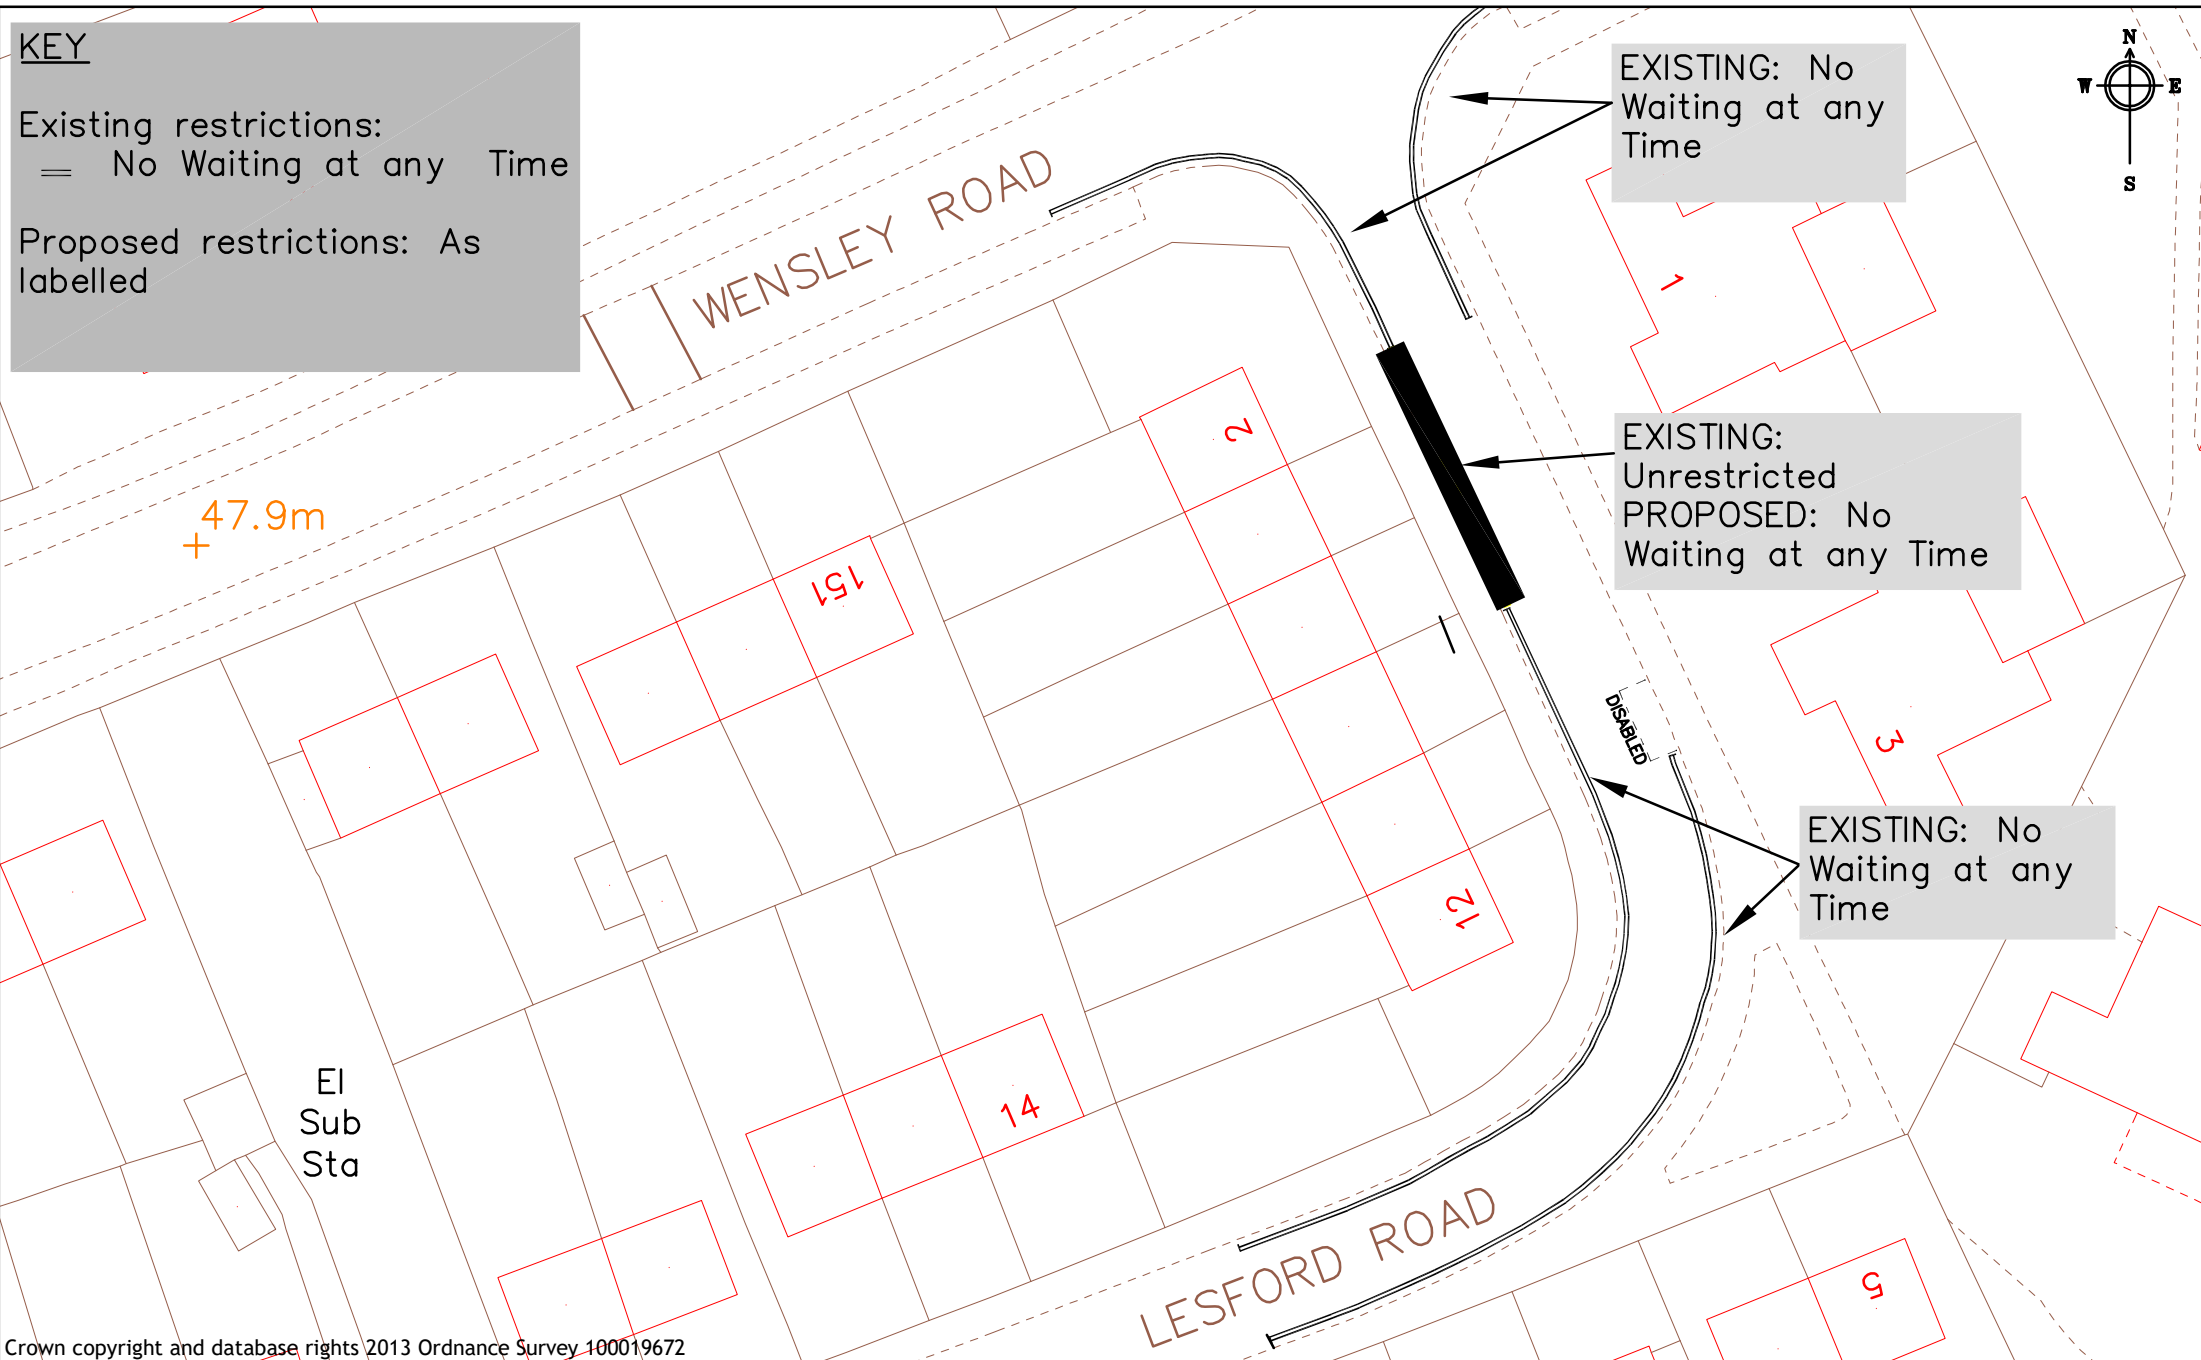 KEY
Existing restrictions:
No Waiting at any Time
Proposed restrictions: As
labelled
EXISTING: No
Waiting at any
Time
N
W E
S
WENSLEY ROAD
1
2
EXISTING:
Unrestricted
PROPOSED: No
Waiting at any Time
47.9m
151
DISABLED
3
EXISTING: No
Waiting at any
Time
12
El
Sub
Sta
14
LESFORD ROAD
5
Crown copyright and database rights 2013 Ordnance Survey 100019672